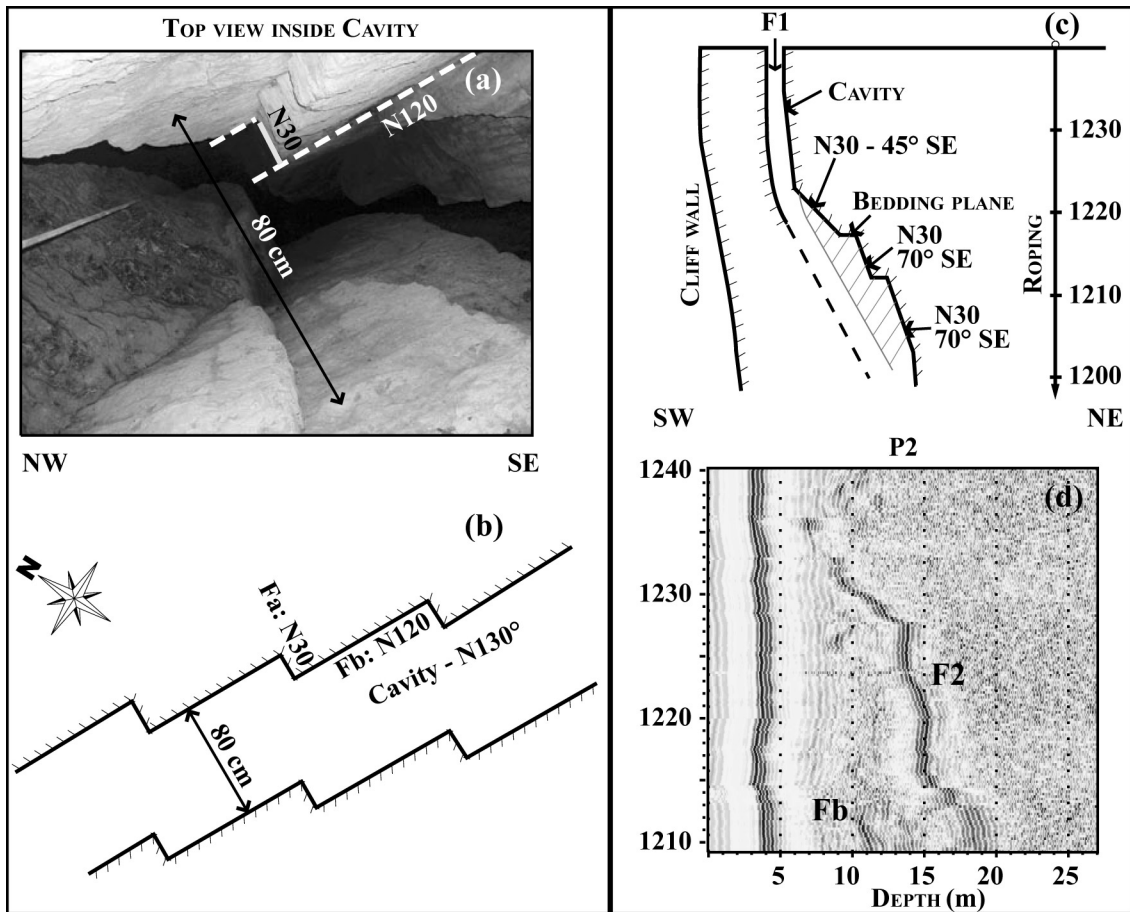 TOP VIEW INSIDE CAVITY
(a)
N30
N120
80 cm
NW SE
(b)
N
Fa: N30
Fb: N120
Cavity - N130°
80 cm
F1
(c)
CAVITY
N30 - 45° SE
BEDDING PLANE
N30
70° SE
N30
70° SE
CLIFF WALL
ROPING
1230
1220
1210
1200
SW NE
P2
(d)
1240
1230
1220
1210
F2
Fb
5 10 15 20 25
DEPTH (m)